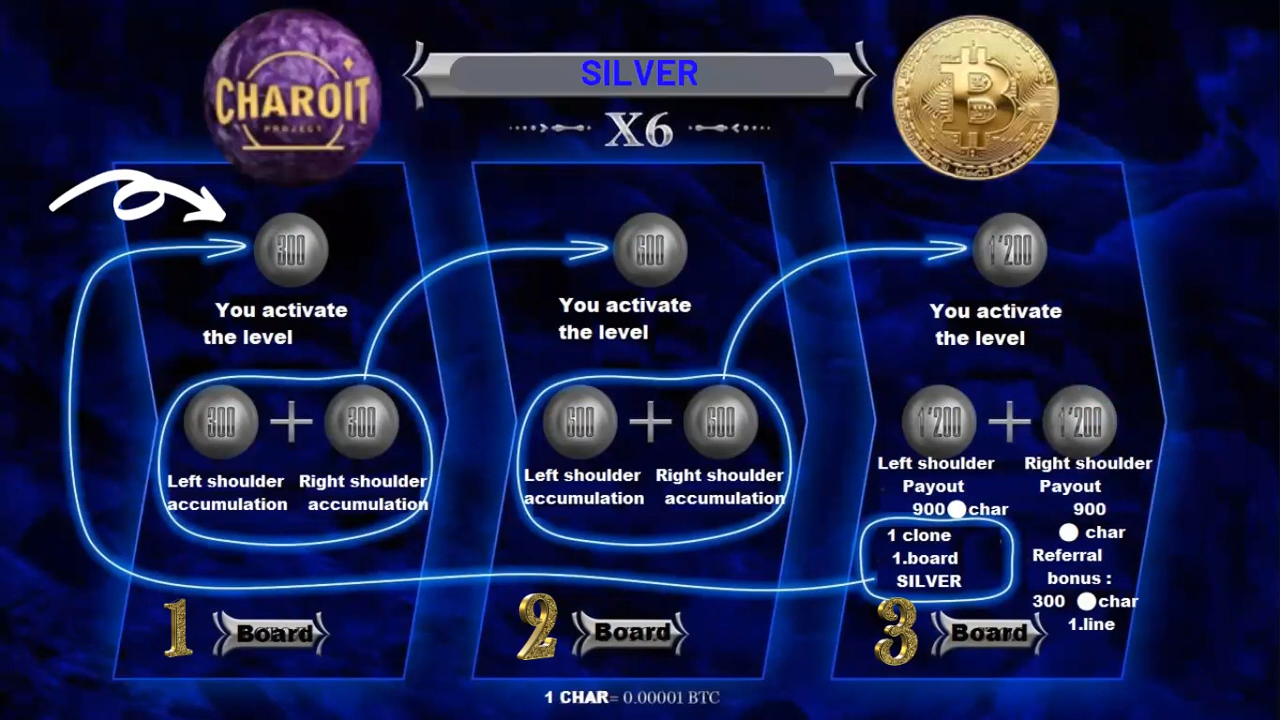 CHAROIT
PROJECT
SILVER
X6
300
You activate
the level
300 + 300
Left shoulder
accumulation
Right shoulder
accumulation
1 Board
600
You activate
the level
600 + 600
Left shoulder
accumulation
Right shoulder
accumulation
2 Board
1'200
You activate
the level
1'200 + 1'200
Left shoulder
Payout
900 char
1 clone
1.board
SILVER
Right shoulder
Payout
900
char
Referral
bonus :
300 char
1.line
3 Board
1 CHAR= 0.00001 BTC